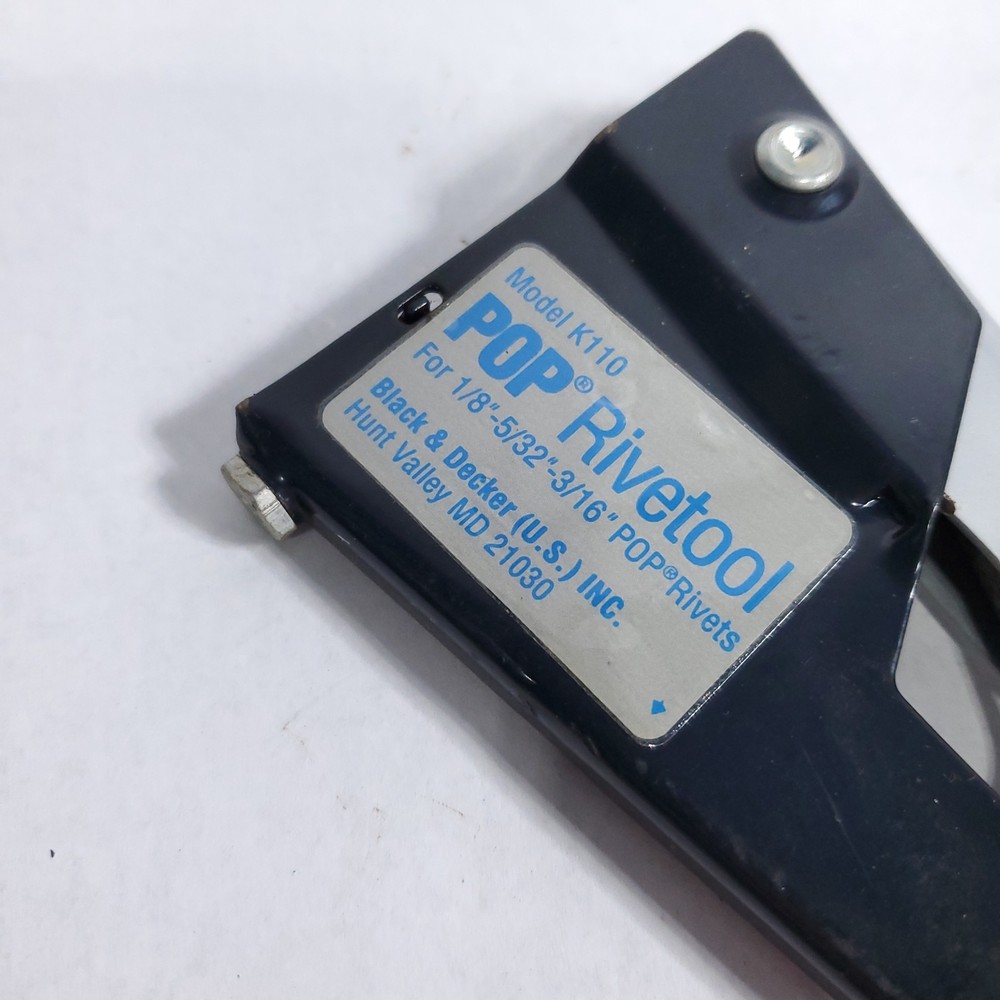 Model K110
POP® Rivetool
For 1/8"-5/32"-3/16" POP® Rivets
Black & Decker (U.S.) INC.
Hunt Valley MD 21030